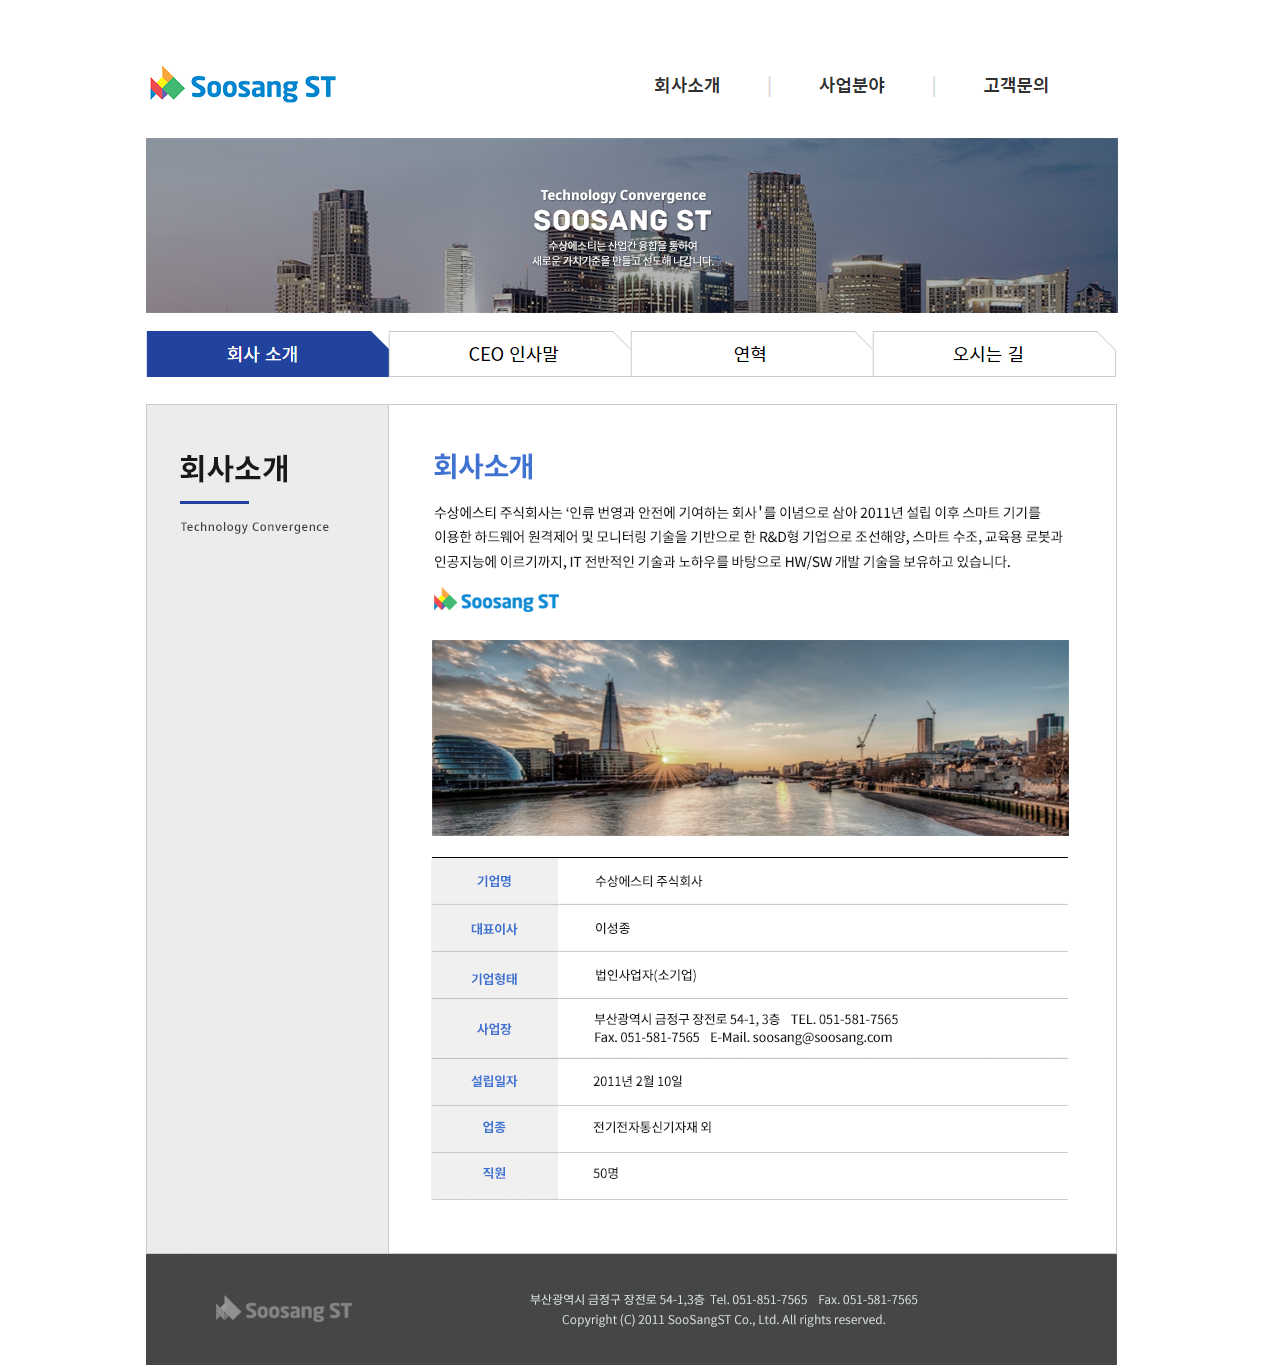 Soosang ST
회사소개
사업분야
고객문의
Technology Convergence
SOOSANG ST
수상에스티는 산업간 융합을 통하여
새로운 가치기준을 만들고 선도해 나갑니다.
회사 소개
CEO 인사말
연혁
오시는 길
회사소개
Technology Convergence
회사소개
수상에스티 주식회사는 ‘인류 번영과 안전에 기여하는 회사'를 이념으로 삼아 2011년 설립 이후 스마트 기기를
이용한 하드웨어 원격제어 및 모니터링 기술을 기반으로 한 R&D형 기업으로 조선해양, 스마트 수조, 교육용 로봇과
인공지능에 이르기까지, IT 전반적인 기술과 노하우를 바탕으로 HW/SW 개발 기술을 보유하고 있습니다.
Soosang ST
기업명 수상에스티 주식회사
대표이사 이성종
기업형태 법인사업자(소기업)
사업장 부산광역시 금정구 장전로 54-1, 3층 TEL. 051-581-7565
Fax. 051-581-7565 E-Mail. soosang@soosang.com
설립일자 2011년 2월 10일
업종 전기전자통신기자재 외
직원 50명
Soosang ST
부산광역시 금정구 장전로 54-1,3층 Tel. 051-851-7565 Fax. 051-581-7565
Copyright (C) 2011 SooSangST Co., Ltd. All rights reserved.